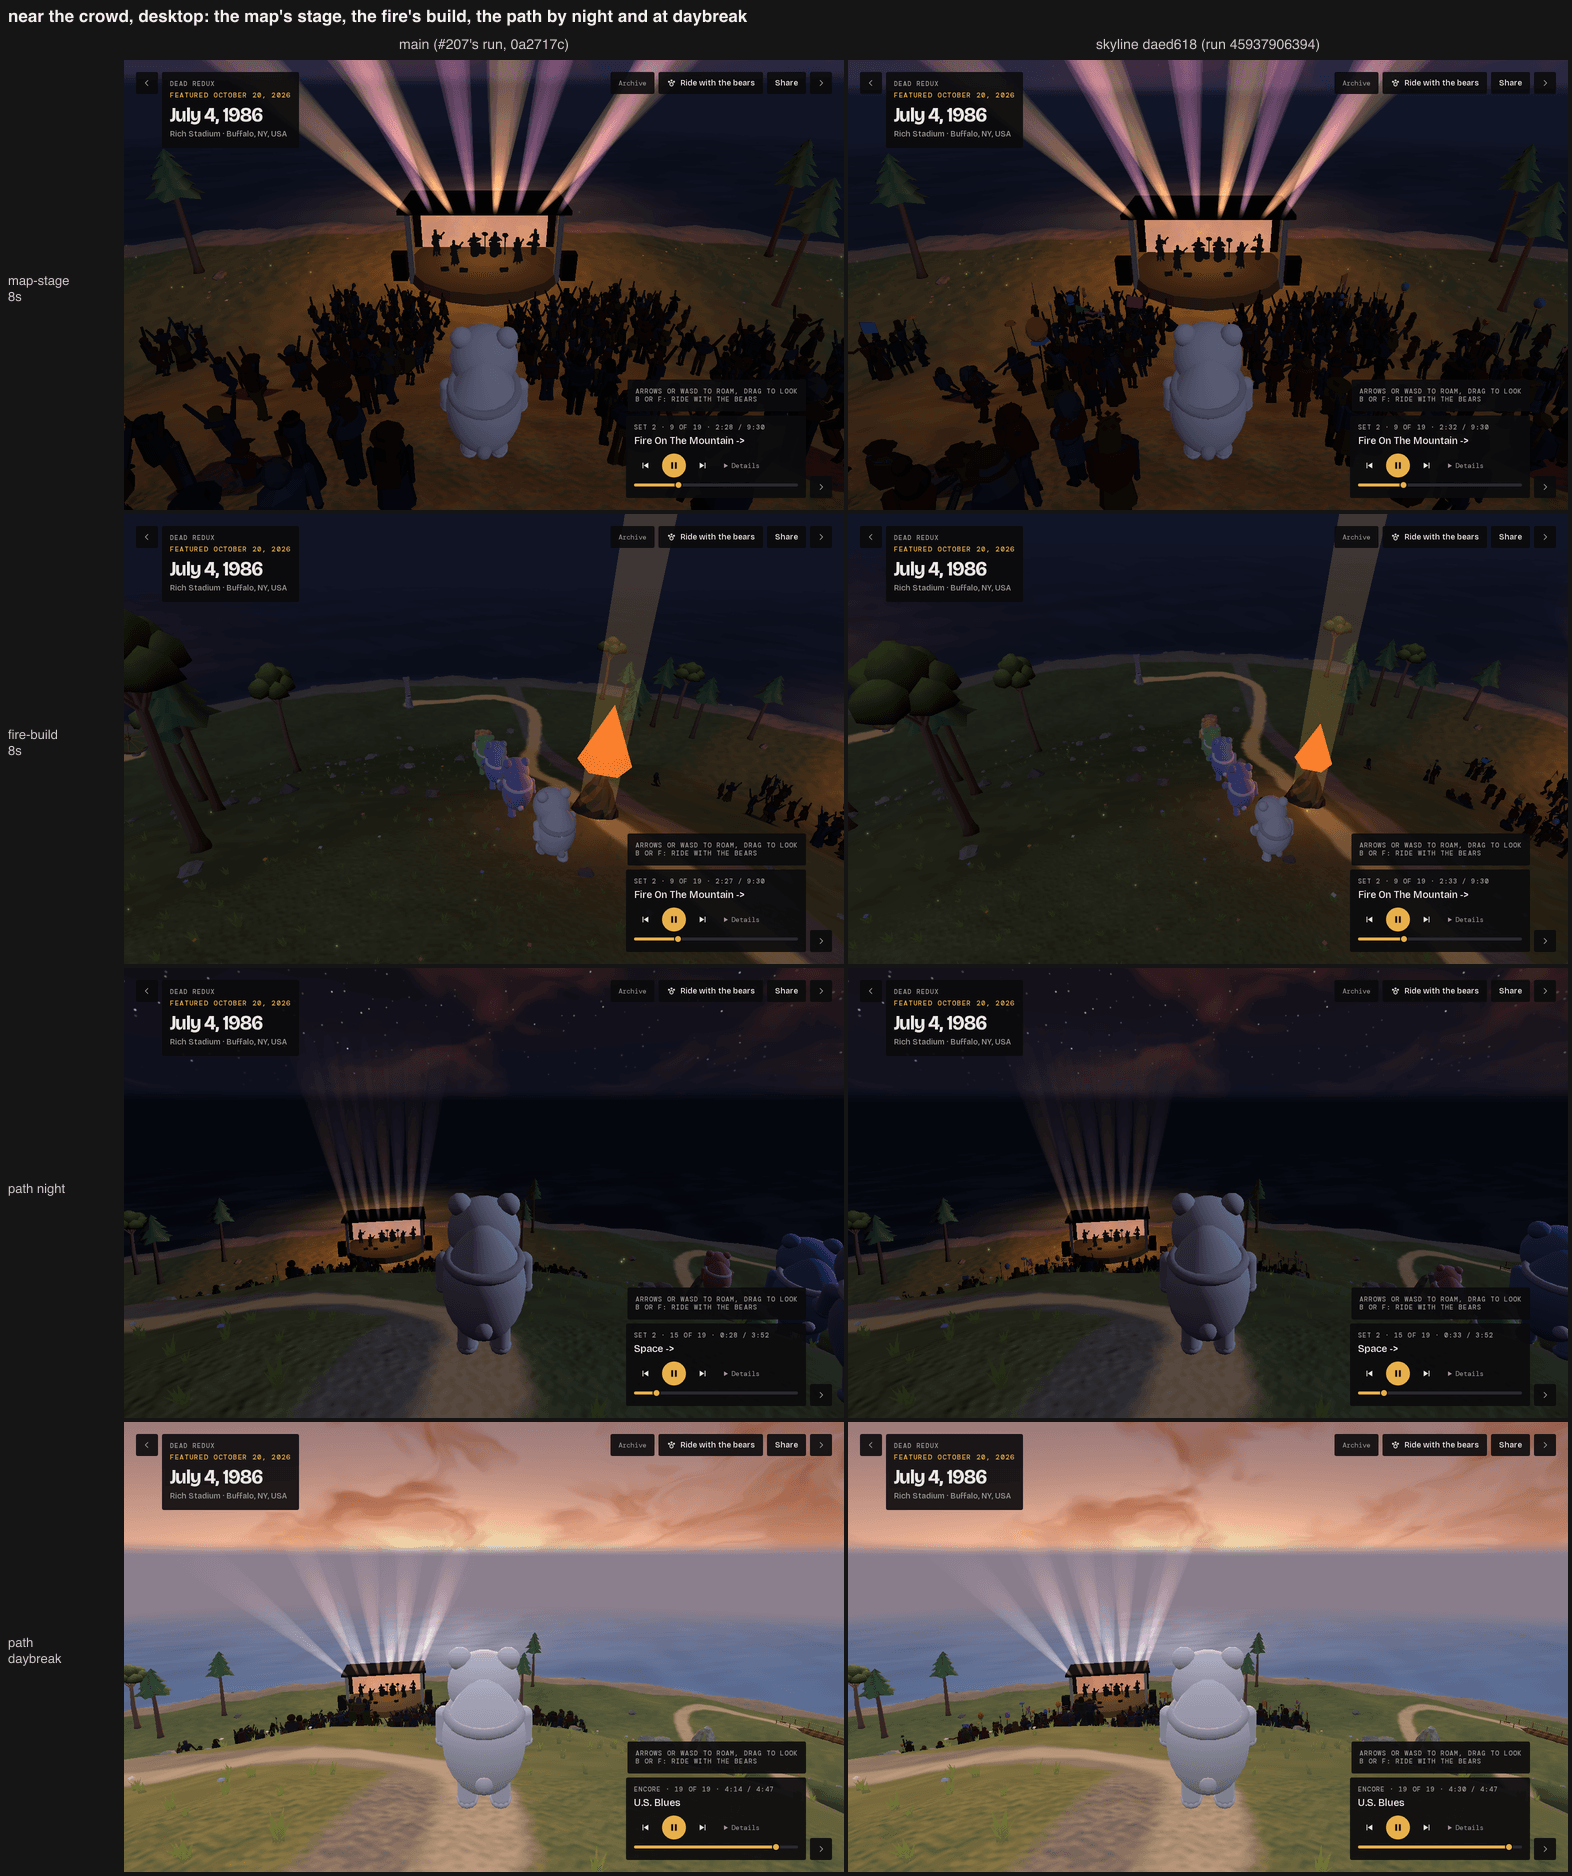 near the crowd, desktop: the map's stage, the fire's build, the path by night and at daybreak
main (#207's run, 0a2717c)
skyline daed618 (run 45937906394)
map-stage
8s
DEAD REDUX
FEATURED OCTOBER 20, 2026
July 4, 1986
Rich Stadium · Buffalo, NY, USA
Archive
Ride with the bears
Share
ARROWS OR WASD TO ROAM, DRAG TO LOOK
B OR F: RIDE WITH THE BEARS
SET 2 · 9 OF 19 · 2:28 / 9:30
Fire On The Mountain ->
Details
DEAD REDUX
FEATURED OCTOBER 20, 2026
July 4, 1986
Rich Stadium · Buffalo, NY, USA
Archive
Ride with the bears
Share
ARROWS OR WASD TO ROAM, DRAG TO LOOK
B OR F: RIDE WITH THE BEARS
SET 2 · 9 OF 19 · 2:32 / 9:30
Fire On The Mountain ->
Details
fire-build
8s
DEAD REDUX
FEATURED OCTOBER 20, 2026
July 4, 1986
Rich Stadium · Buffalo, NY, USA
Archive
Ride with the bears
Share
ARROWS OR WASD TO ROAM, DRAG TO LOOK
B OR F: RIDE WITH THE BEARS
SET 2 · 9 OF 19 · 2:27 / 9:30
Fire On The Mountain ->
Details
DEAD REDUX
FEATURED OCTOBER 20, 2026
July 4, 1986
Rich Stadium · Buffalo, NY, USA
Archive
Ride with the bears
Share
ARROWS OR WASD TO ROAM, DRAG TO LOOK
B OR F: RIDE WITH THE BEARS
SET 2 · 9 OF 19 · 2:33 / 9:30
Fire On The Mountain ->
Details
path night
DEAD REDUX
FEATURED OCTOBER 20, 2026
July 4, 1986
Rich Stadium · Buffalo, NY, USA
Archive
Ride with the bears
Share
ARROWS OR WASD TO ROAM, DRAG TO LOOK
B OR F: RIDE WITH THE BEARS
SET 2 · 15 OF 19 · 0:28 / 3:52
Space ->
Details
DEAD REDUX
FEATURED OCTOBER 20, 2026
July 4, 1986
Rich Stadium · Buffalo, NY, USA
Archive
Ride with the bears
Share
ARROWS OR WASD TO ROAM, DRAG TO LOOK
B OR F: RIDE WITH THE BEARS
SET 2 · 15 OF 19 · 0:33 / 3:52
Space ->
Details
path
daybreak
DEAD REDUX
FEATURED OCTOBER 20, 2026
July 4, 1986
Rich Stadium · Buffalo, NY, USA
Archive
Ride with the bears
Share
ARROWS OR WASD TO ROAM, DRAG TO LOOK
B OR F: RIDE WITH THE BEARS
ENCORE · 19 OF 19 · 4:14 / 4:47
U.S. Blues
Details
DEAD REDUX
FEATURED OCTOBER 20, 2026
July 4, 1986
Rich Stadium · Buffalo, NY, USA
Archive
Ride with the bears
Share
ARROWS OR WASD TO ROAM, DRAG TO LOOK
B OR F: RIDE WITH THE BEARS
ENCORE · 19 OF 19 · 4:30 / 4:47
U.S. Blues
Details